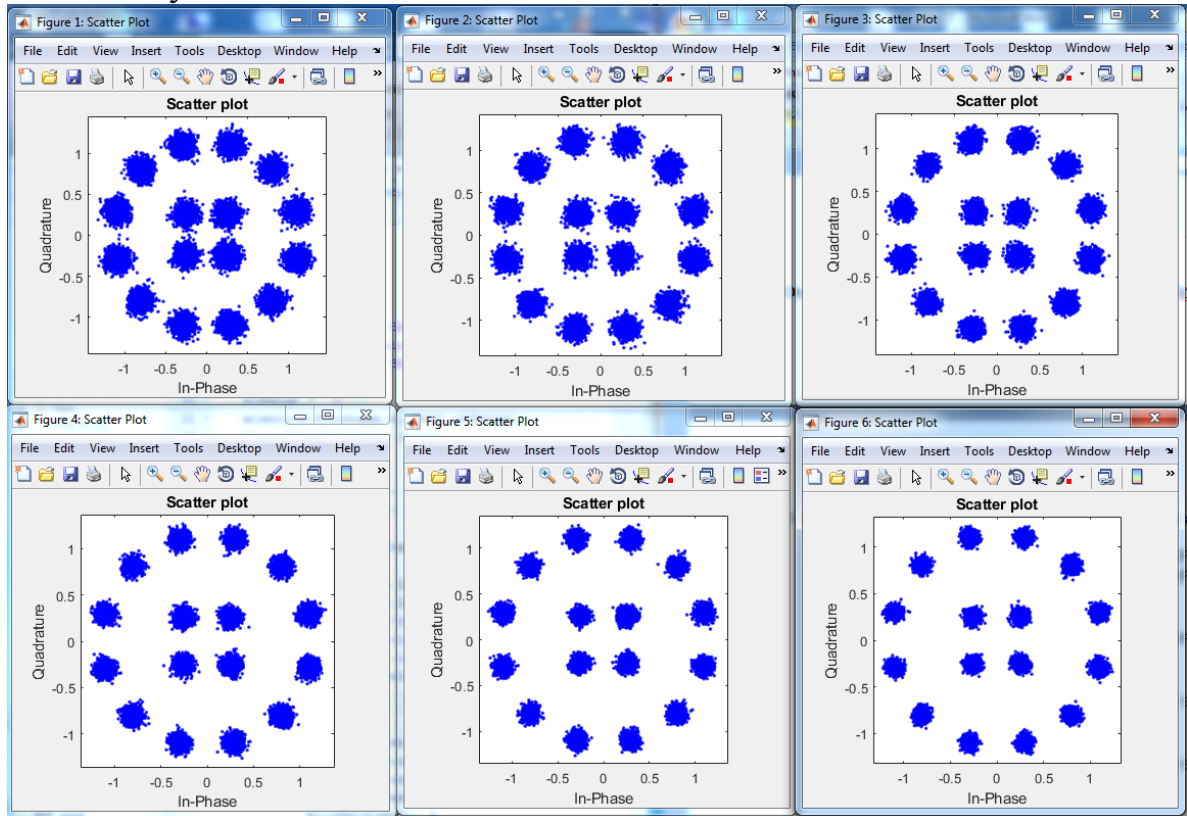 Figure 1: Scatter Plot
File Edit View Insert Tools Desktop Window Help
Scatter plot
Quadrature
1
0.5
0
-0.5
-1
-1 -0.5 0 0.5 1
In-Phase
Figure 2: Scatter Plot
File Edit View Insert Tools Desktop Window Help
Scatter plot
Quadrature
1
0.5
0
-0.5
-1
-1 -0.5 0 0.5 1
In-Phase
Figure 3: Scatter Plot
File Edit View Insert Tools Desktop Window Help
Scatter plot
Quadrature
1
0.5
0
-0.5
-1
-1 -0.5 0 0.5 1
In-Phase
Figure 4: Scatter Plot
File Edit View Insert Tools Desktop Window Help
Scatter plot
Quadrature
1
0.5
0
-0.5
-1
-1 -0.5 0 0.5 1
In-Phase
Figure 5: Scatter Plot
File Edit View Insert Tools Desktop Window Help
Scatter plot
Quadrature
1
0.5
0
-0.5
-1
-1 -0.5 0 0.5 1
In-Phase
Figure 6: Scatter Plot
File Edit View Insert Tools Desktop Window Help
Scatter plot
Quadrature
1
0.5
0
-0.5
-1
-1 -0.5 0 0.5 1
In-Phase